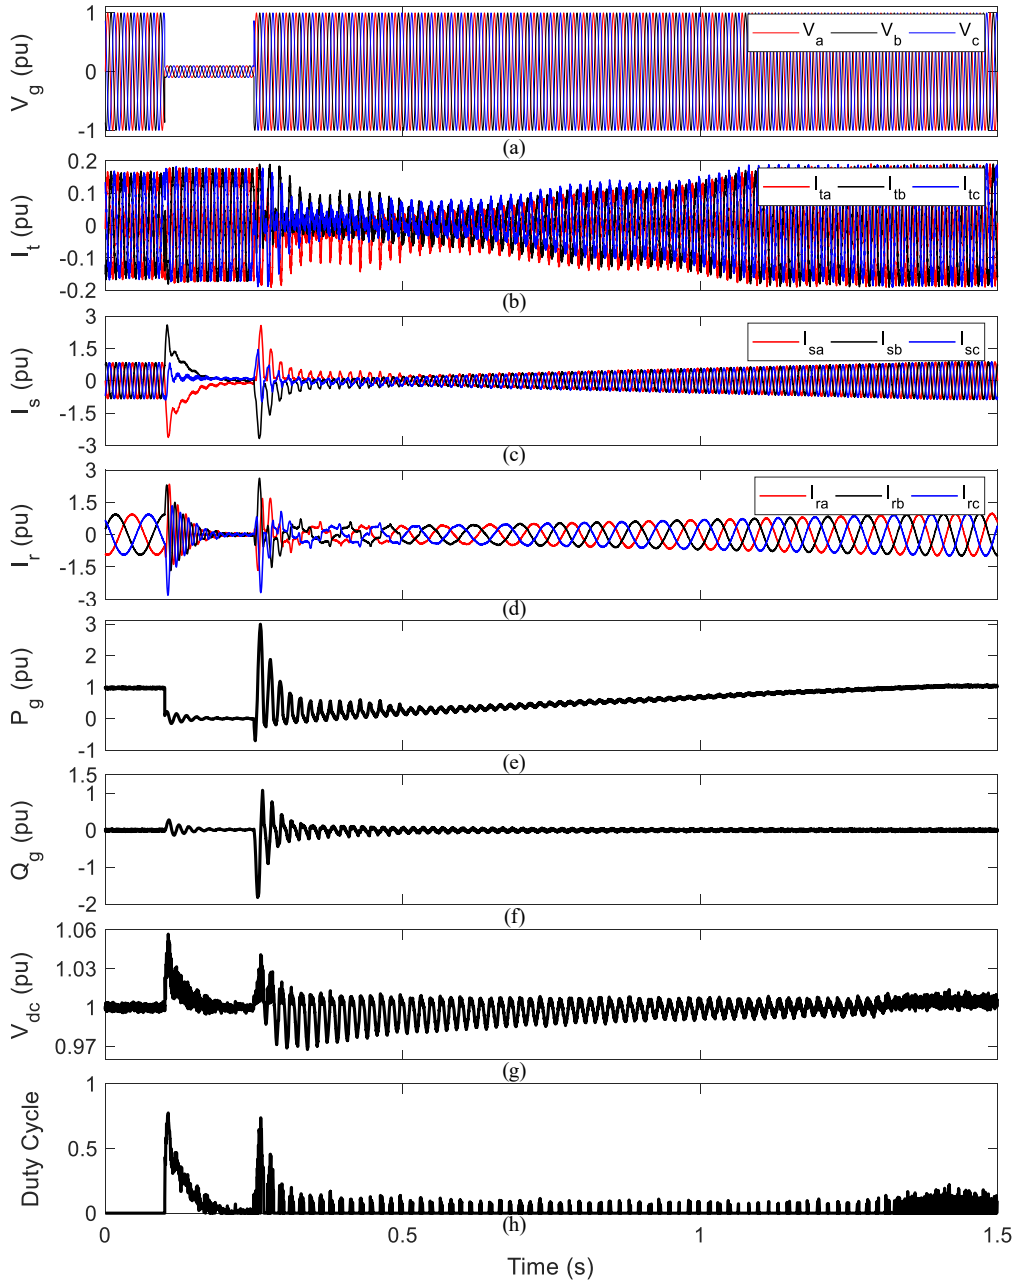 V_g (pu)
1
0
-1
V_a V_b V_c
(a)
I_t (pu)
0.2
0.1
0
-0.1
-0.2
I_ta I_tb I_tc
(b)
I_s (pu)
3
1.5
0
-1.5
-3
I_sa I_sb I_sc
(c)
I_r (pu)
3
1.5
0
-1.5
-3
I_ra I_rb I_rc
(d)
P_g (pu)
3
2
1
0
-1
(e)
Q_g (pu)
1.5
1
0
-1
-2
(f)
V_dc (pu)
1.06
1.03
1
0.97
(g)
Duty Cycle
1
0.5
0
(h)
0 0.5 1 1.5
Time (s)